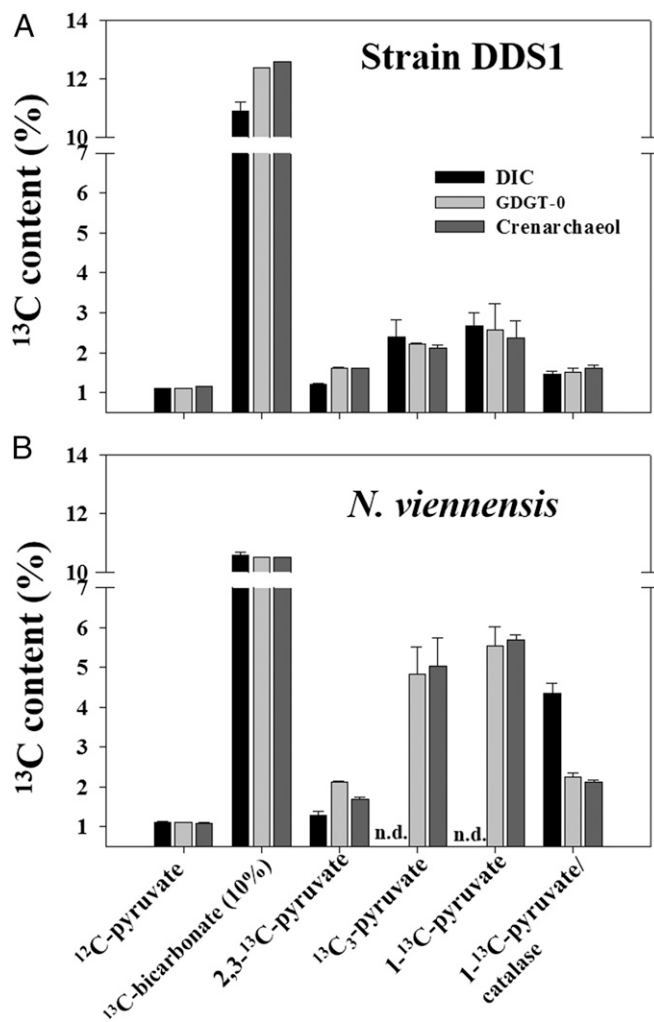 A
Strain DDS1
¹³C content (%)
14
12
10
7
6
5
4
3
2
1
DIC
GDGT-0
Crenarchaeol
B
N. viennensis
¹³C content (%)
14
12
10
7
6
5
4
3
2
1
n.d.
n.d.
¹²C-pyruvate
¹³C-bicarbonate (10%)
2,3-¹³C-pyruvate
¹³C₃-pyruvate
1-¹³C-pyruvate
1-¹³C-pyruvate/
catalase